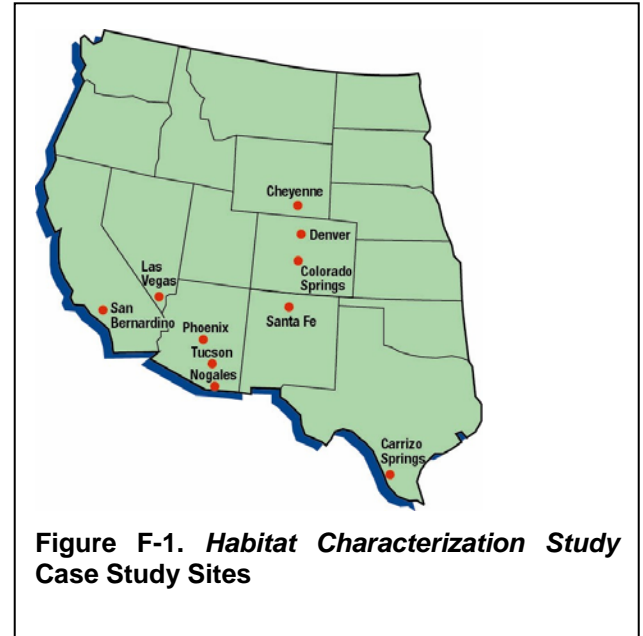 Cheyenne
Denver
Colorado
Springs
Las
Vegas
San
Bernardino
Phoenix
Tucson
Nogales
Santa Fe
Carrizo
Springs
Figure F-1. Habitat Characterization Study
Case Study Sites